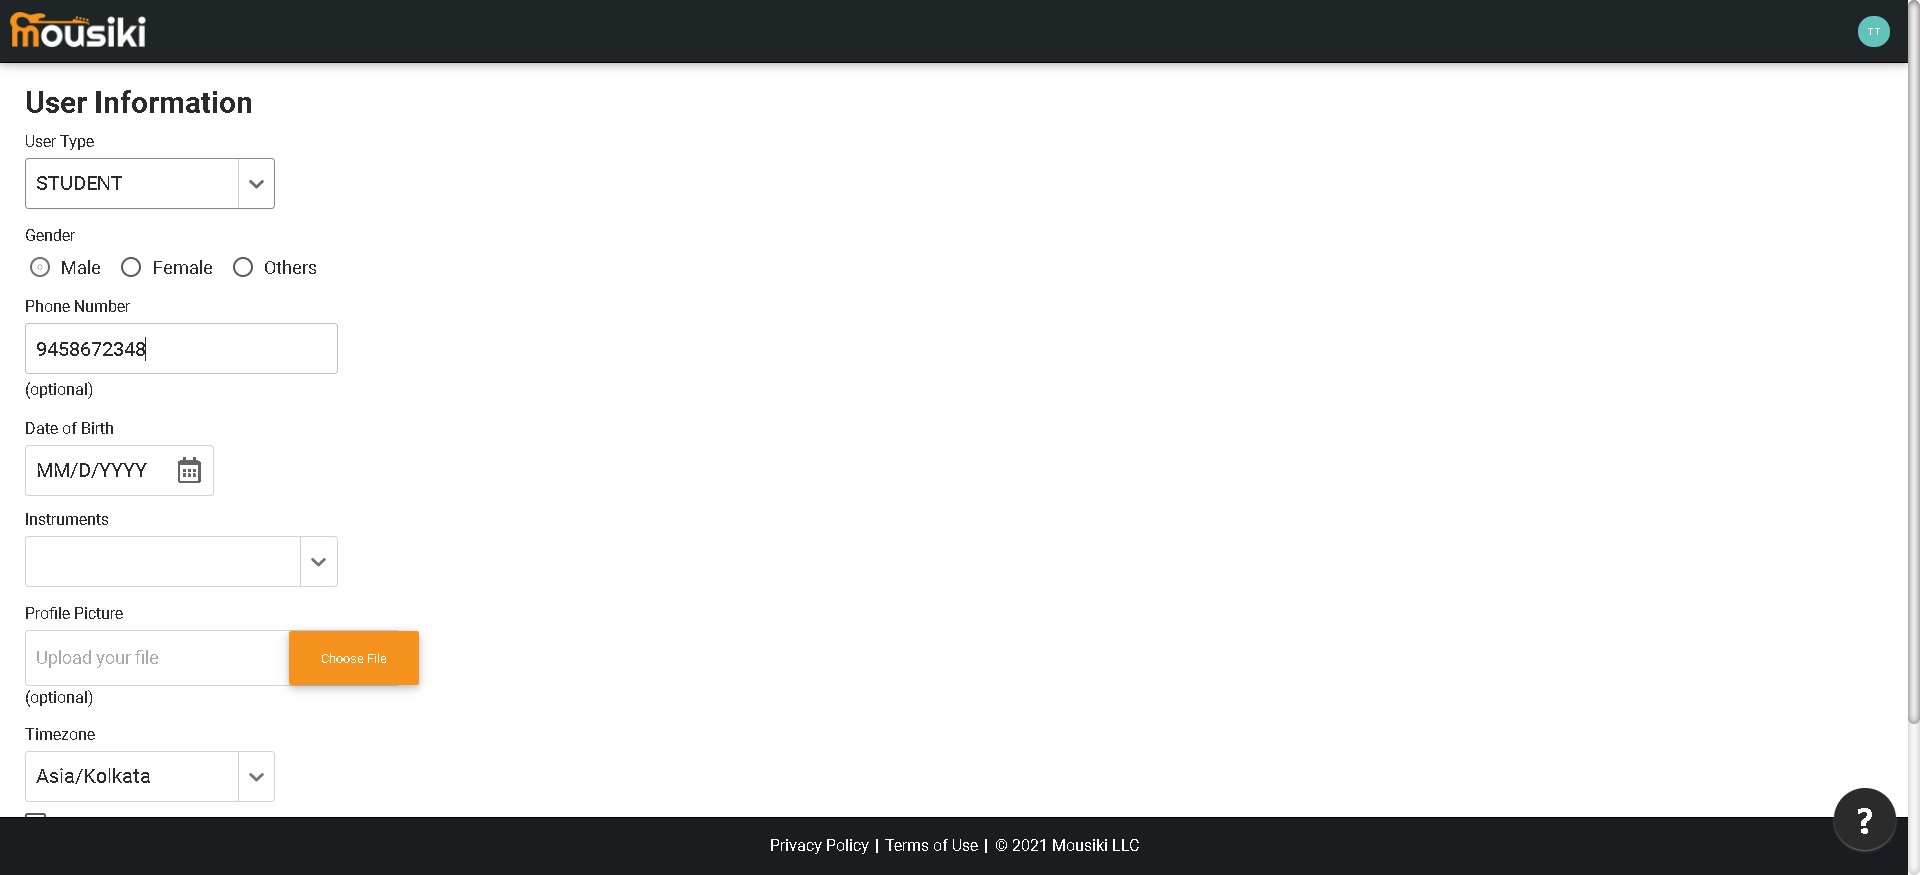 mousiki
TT
User Information
User Type
STUDENT
Gender
Male Female Others
Phone Number
9458672348
(optional)
Date of Birth
MM/D/YYYY
Instruments
Profile Picture
Upload your file Choose File
(optional)
Timezone
Asia/Kolkata
?
Privacy Policy | Terms of Use | © 2021 Mousiki LLC